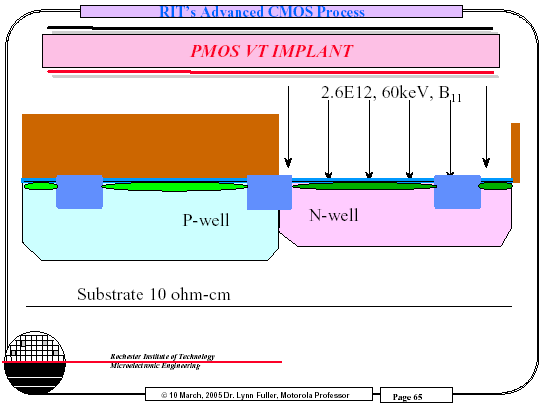 RIT's Advanced CMOS Process
PMOS VT IMPLANT
2.6E12, 60keV, B11
P-well
N-well
Substrate 10 ohm-cm
Rochester Institute of Technology
Microelectronic Engineering
© 10 March, 2005 Dr. Lynn Fuller, Motorola Professor
Page 65